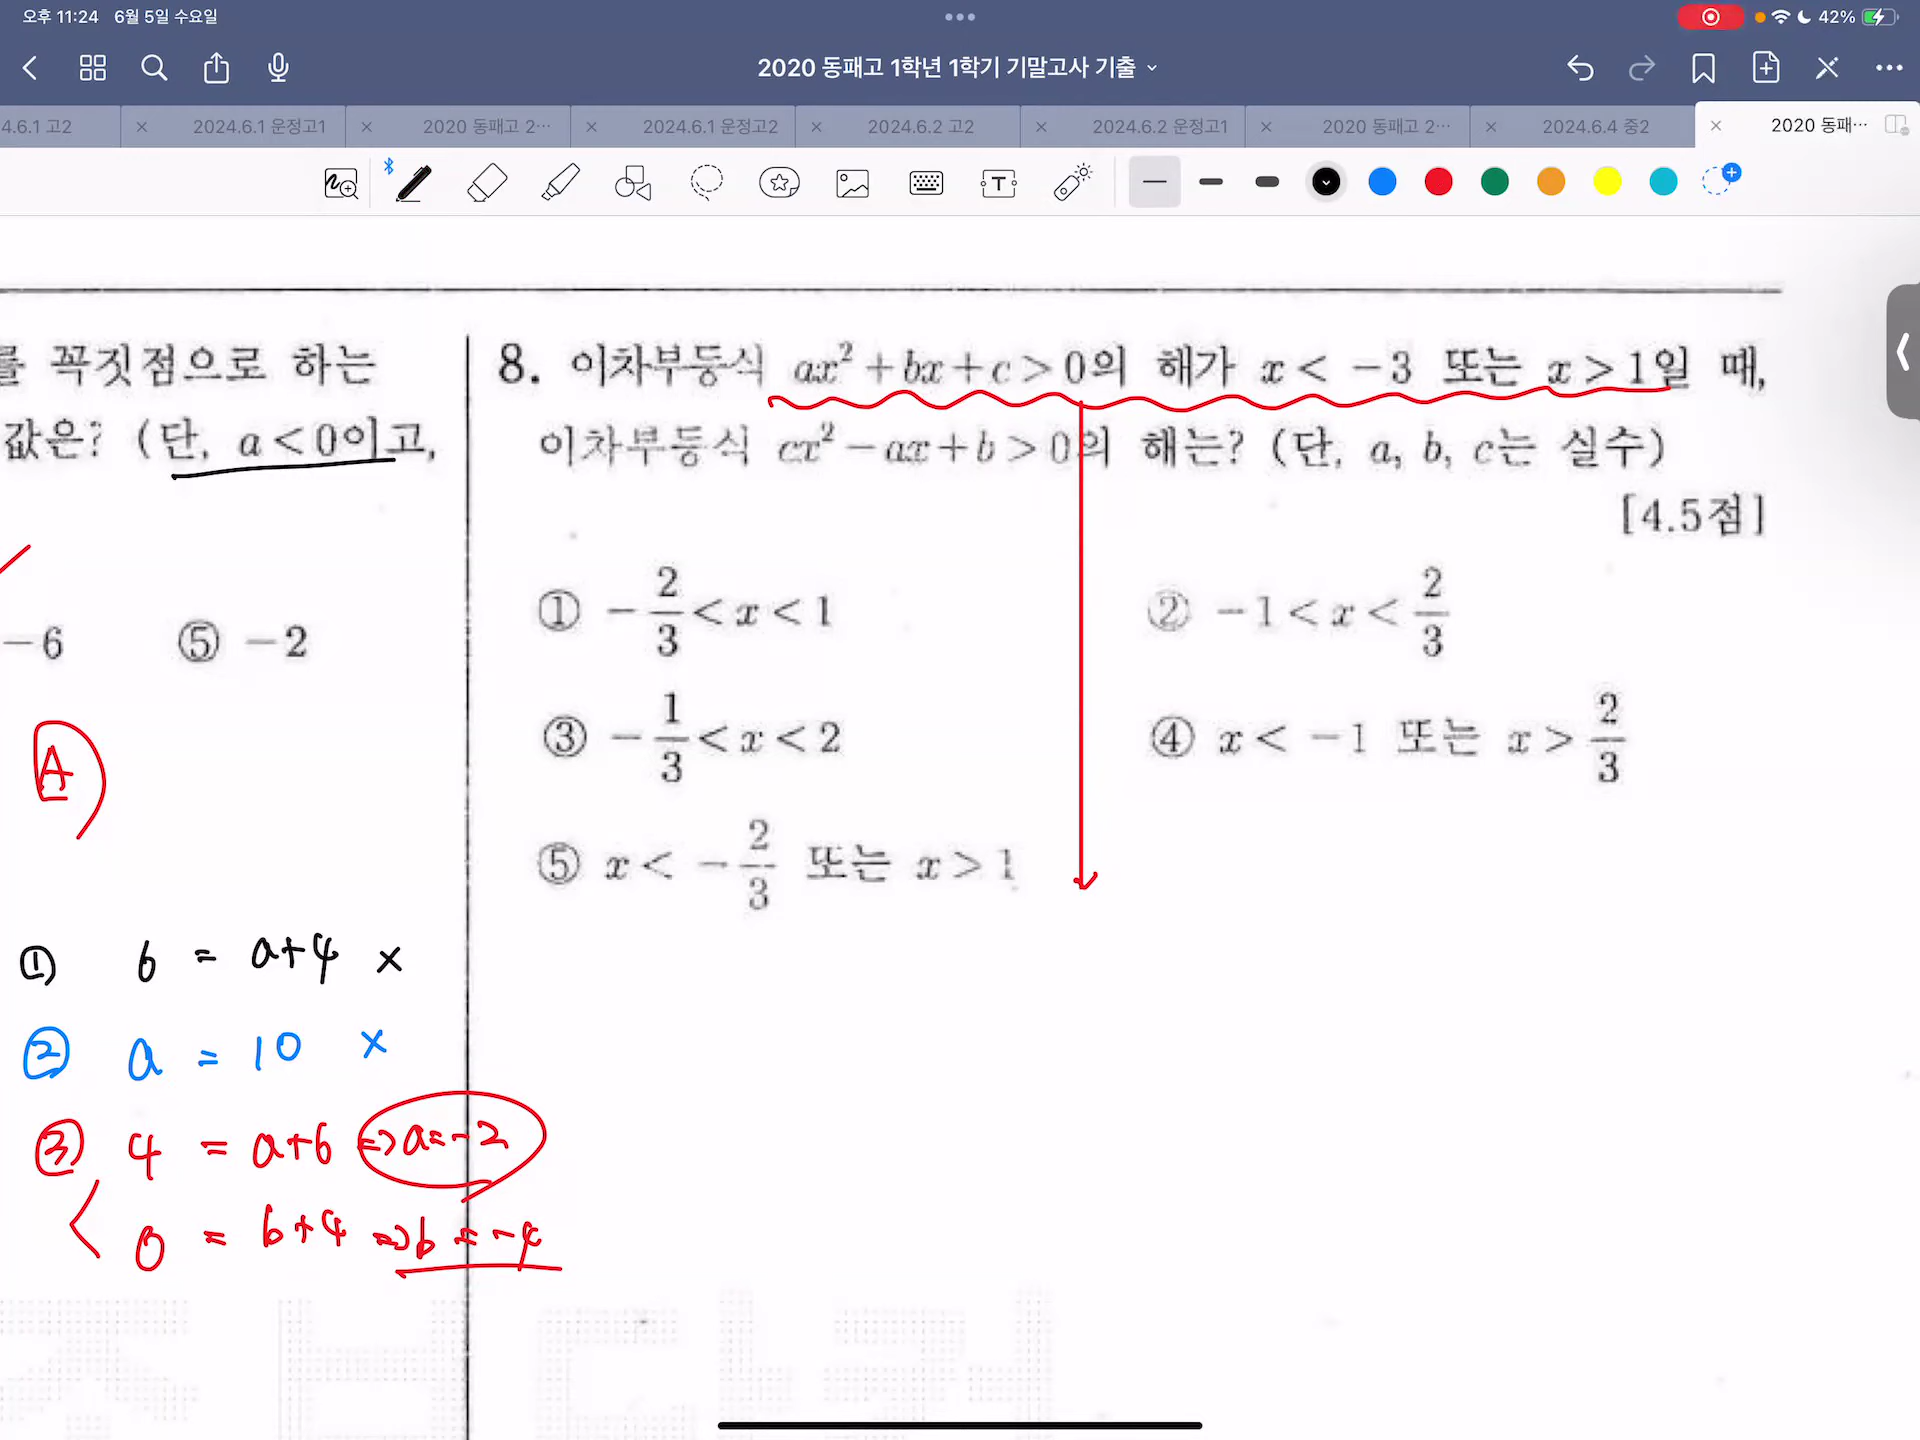 오후 11:24 6월 5일 수요일
42%
2020 동패고 1학년 1학기 기말고사 기출
4.6.1 고2
2024.6.1 운정고1
2020 동패고 2…
2024.6.1 운정고2
2024.6.2 고2
2024.6.2 운정고1
2020 동패고 2…
2024.6.4 중2
2020 동패…
를 꼭짓점으로 하는
값은? (단, a<0이고,
-6 ⑤ -2
A
① 6 = a+4 ×
② a = 10 ×
③ 4 = a+6 => a=-2
0 = b+4 => b = -4
8. 이차부등식 ax²+bx+c>0의 해가 x<-3 또는 x>1일 때,
이차부등식 cx²-ax+b>0의 해는? (단, a, b, c는 실수)
[4.5점]
① -2/3<x<1 ② -1<x<2/3
③ -1/3<x<2 ④ x<-1 또는 x>2/3
⑤ x<-2/3 또는 x>1